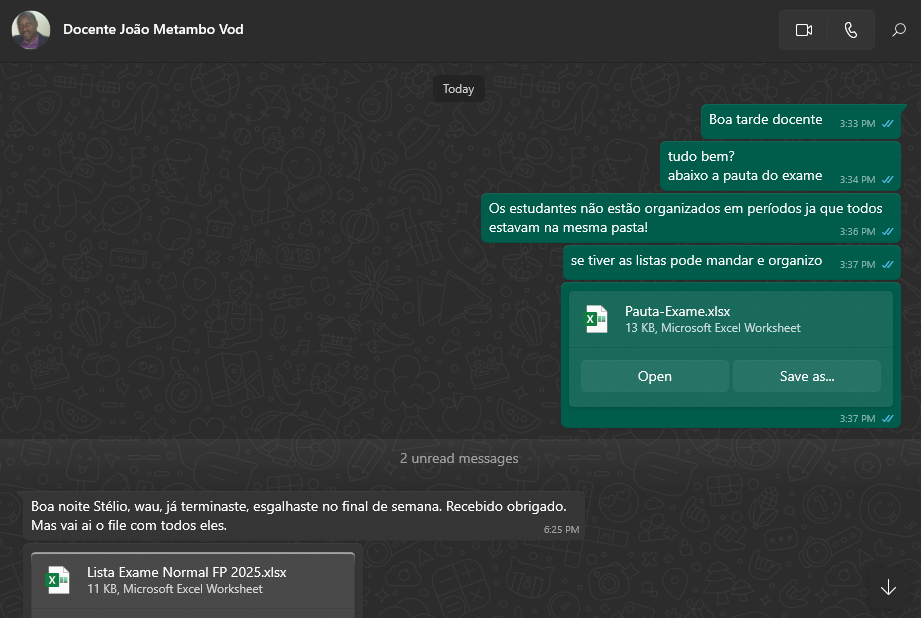 Docente João Metambo Vod
Today
Boa tarde docente
3:33 PM
tudo bem?
abaixo a pauta do exame
3:34 PM
Os estudantes não estão organizados em períodos ja que todos
estavam na mesma pasta!
3:36 PM
se tiver as listas pode mandar e organizo
3:37 PM
Pauta-Exame.xlsx
13 KB, Microsoft Excel Worksheet
Open
Save as...
3:37 PM
2 unread messages
Boa noite Stélio, wau, já terminaste, esgalhaste no final de semana. Recebido obrigado.
Mas vai ai o file com todos eles.
6:25 PM
Lista Exame Normal FP 2025.xlsx
11 KB, Microsoft Excel Worksheet